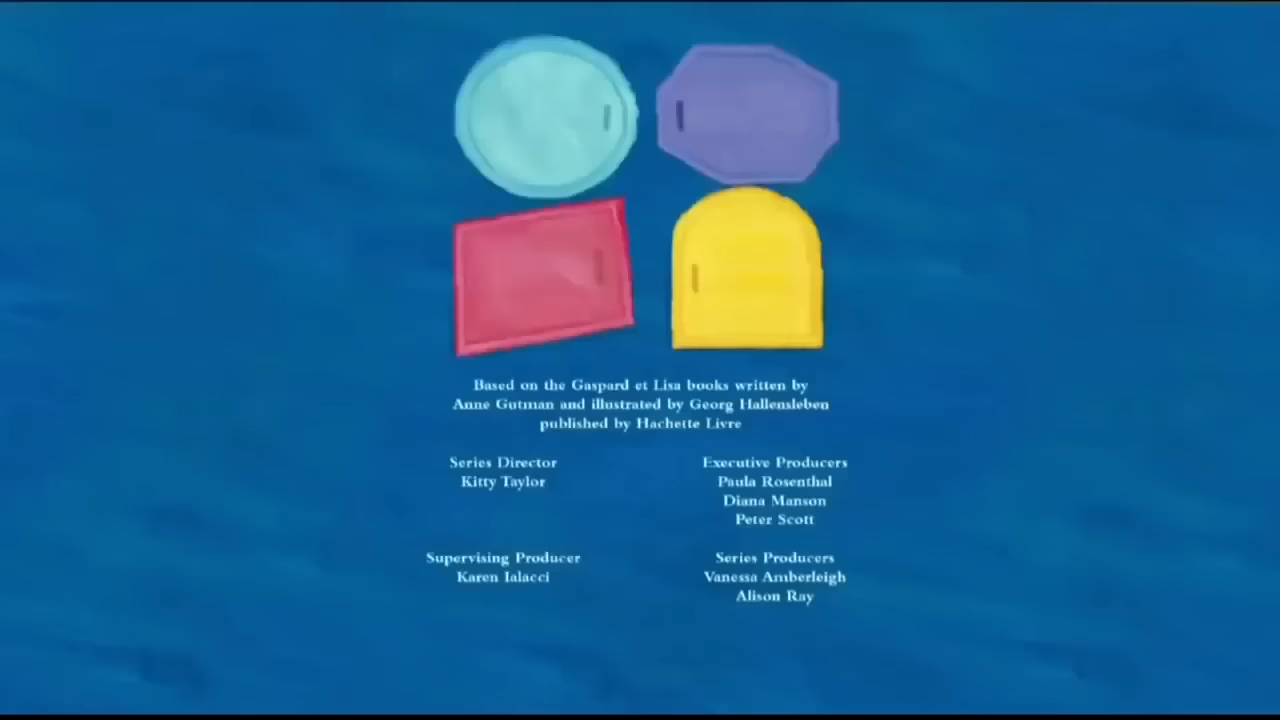 Based on the Gaspard et Lisa books written by
Anne Gutman and illustrated by Georg Hallensleben
published by Hachette Livre
Series Director
Kitty Taylor
Executive Producers
Paula Rosenthal
Diana Manson
Peter Scott
Supervising Producer
Karen Ialacci
Series Producers
Vanessa Amberleigh
Alison Ray